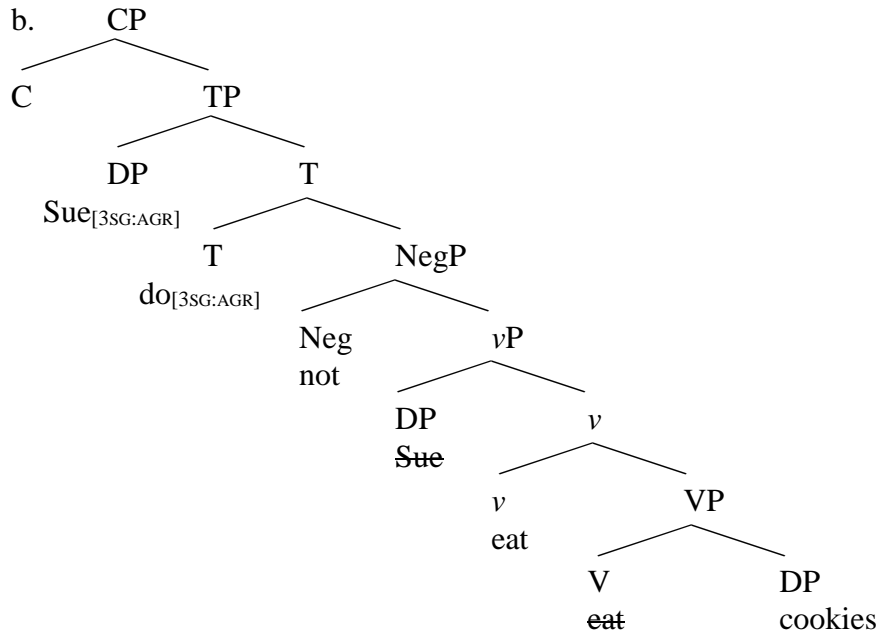 b. CP
C TP
DP T
Sue[3SG:AGR]
T NegP
do[3SG:AGR]
Neg vP
not
DP v
Sue
v VP
eat
V DP
eat cookies